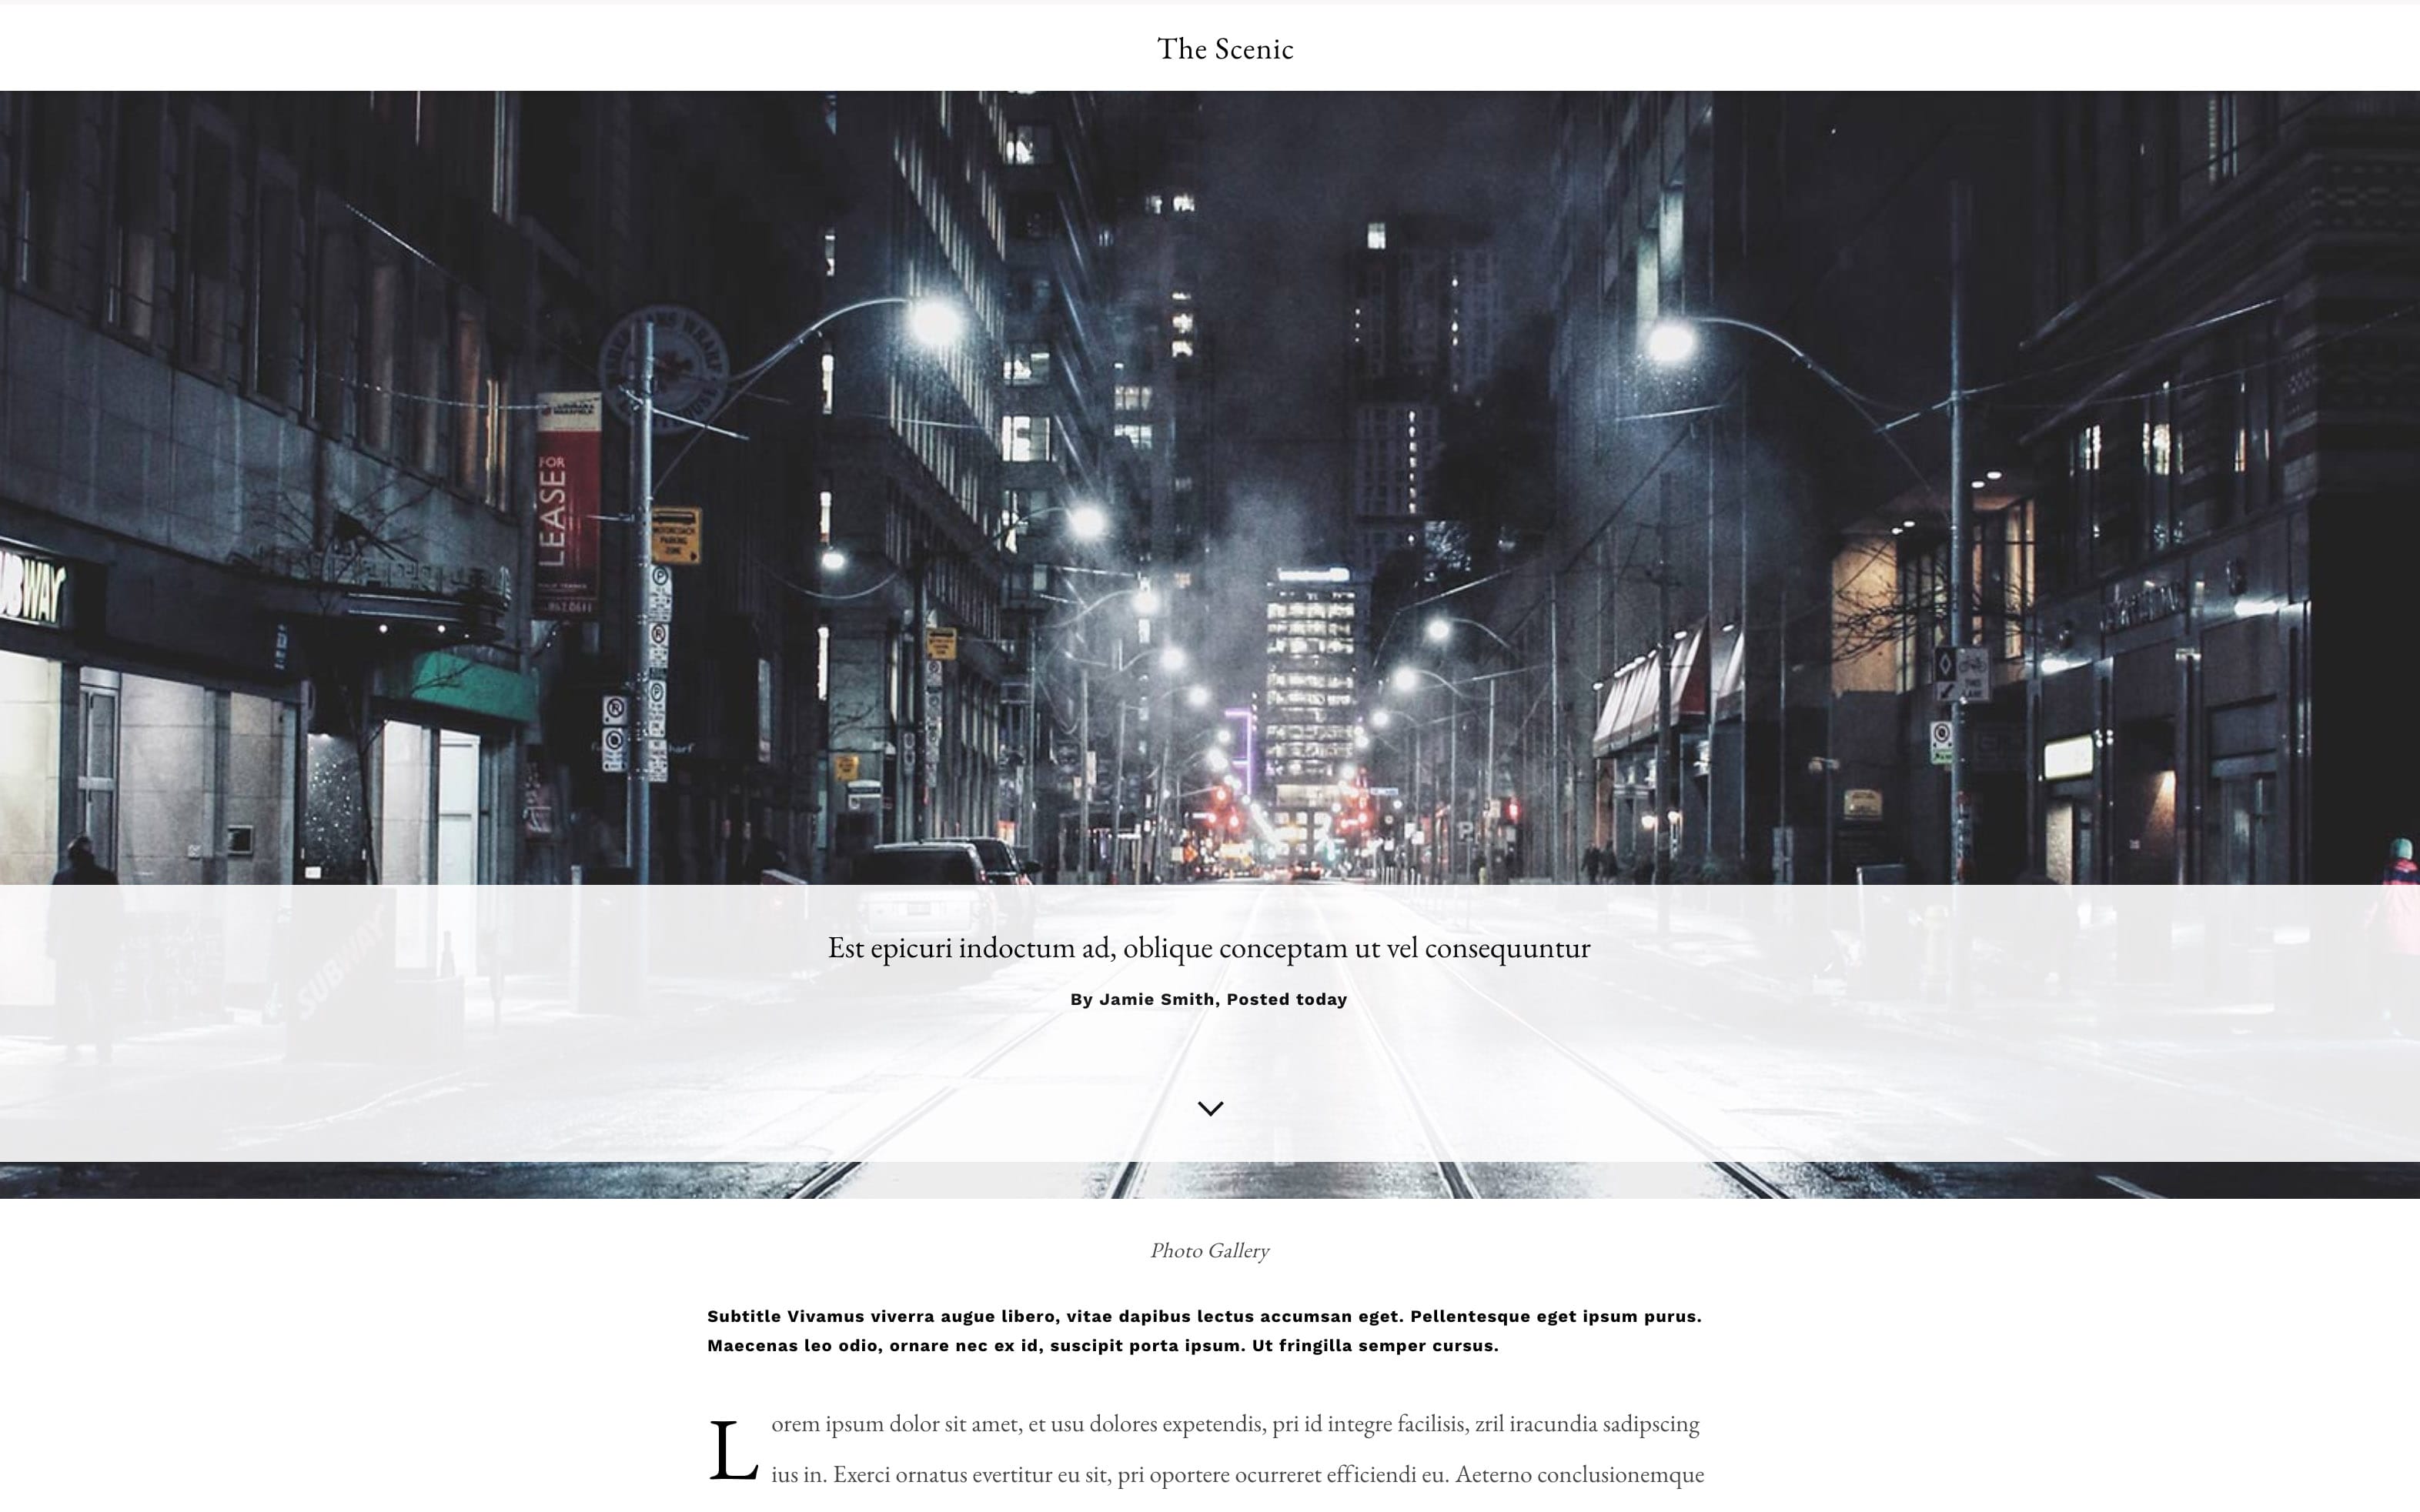 The Scenic
FOR
LEASE
MOTORCOACH
PARKING
ZONE
SUBWAY
Est epicuri indoctum ad, oblique conceptam ut vel consequuntur
By Jamie Smith, Posted today
Photo Gallery
Subtitle Vivamus viverra augue libero, vitae dapibus lectus accumsan eget. Pellentesque eget ipsum purus.
Maecenas leo odio, ornare nec ex id, suscipit porta ipsum. Ut fringilla semper cursus.
Lorem ipsum dolor sit amet, et usu dolores expetendis, pri id integre facilisis, zril iracundia sadipscing
ius in. Exerci ornatus evertitur eu sit, pri oportere ocurreret efficiendi eu. Aeterno conclusionemque